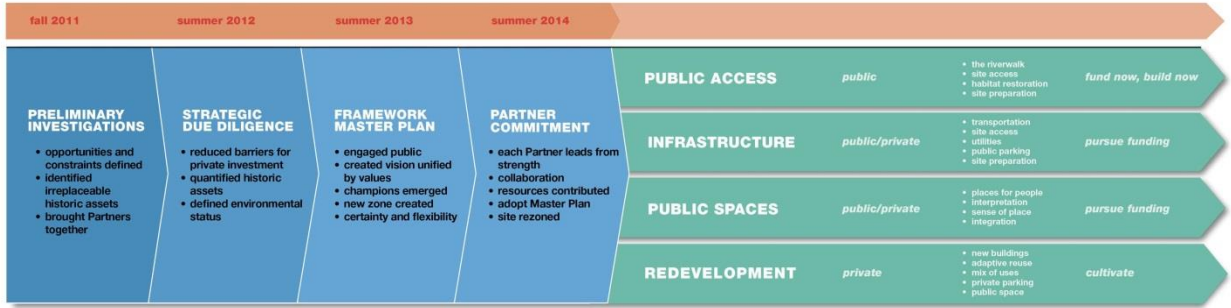 fall 2011
summer 2012
summer 2013
summer 2014
PRELIMINARY
INVESTIGATIONS
• opportunities and
constraints defined
• identified
irreplaceable
historic assets
• brought Partners
together
STRATEGIC
DUE DILIGENCE
• reduced barriers for
private investment
• quantified historic
assets
• defined environmental
status
FRAMEWORK
MASTER PLAN
• engaged public
• created vision unified
by values
• champions emerged
• new zone created
• certainty and flexibility
PARTNER
COMMITMENT
• each Partner leads from
strength
• collaboration
• resources contributed
• adopt Master Plan
• site rezoned
PUBLIC ACCESS
public
• the riverwalk
• site access
• habitat restoration
• site preparation
fund now, build now
INFRASTRUCTURE
public/private
• transportation
• site access
• utilities
• public parking
• site preparation
pursue funding
PUBLIC SPACES
public/private
• places for people
• interpretation
• sense of place
• integration
pursue funding
REDEVELOPMENT
private
• new buildings
• adaptive reuse
• mix of uses
• private parking
• public space
cultivate